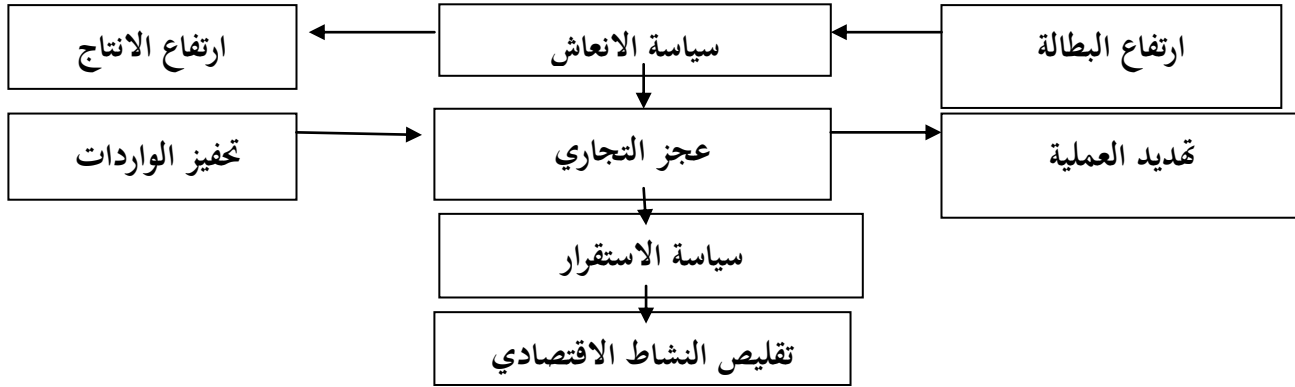 ارتفاع البطالة
سياسة الانعاش
ارتفاع الانتاج
تهديد العملية
عجز التجاري
تحفيز الواردات
سياسة الاستقرار
تقليص النشاط الاقتصادي